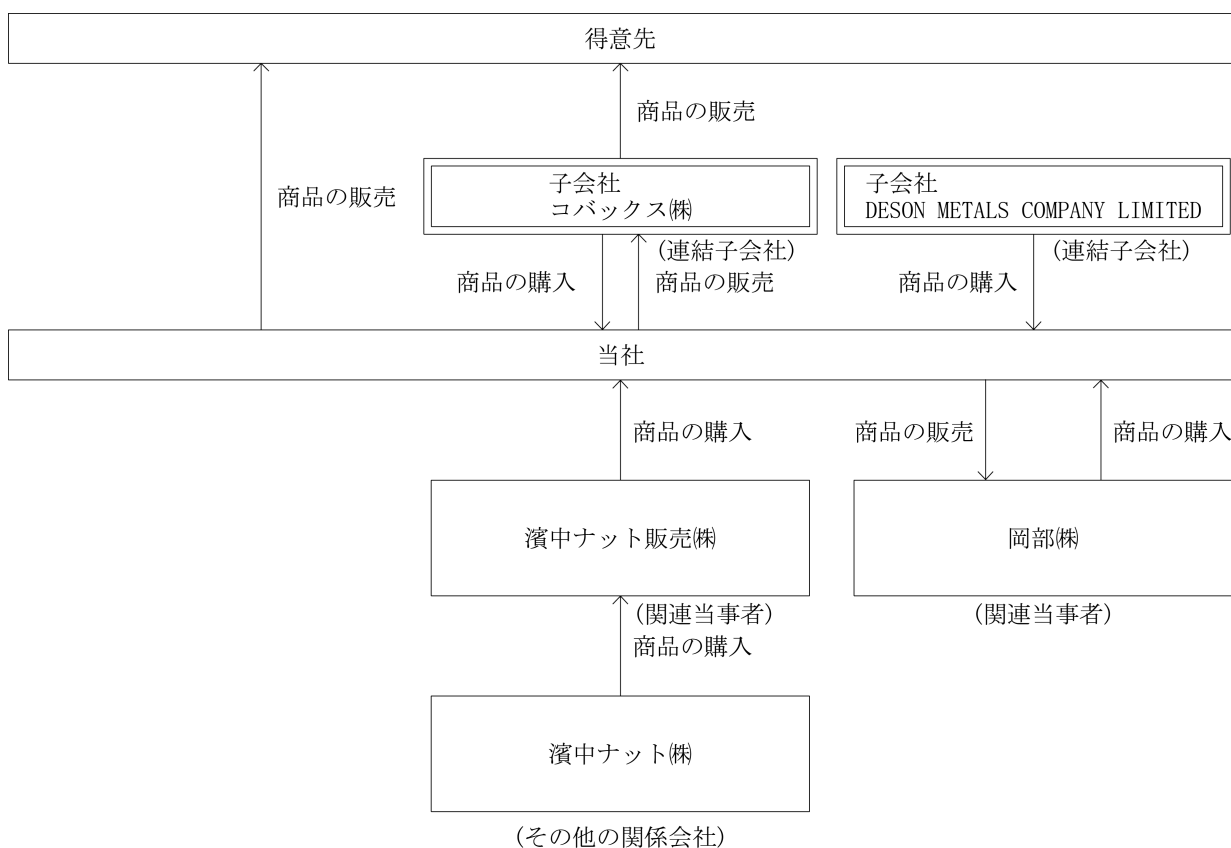 得意先
商品の販売
商品の販売
子会社
コバックス㈱
子会社
DESON METALS COMPANY LIMITED
(連結子会社)
(連結子会社)
商品の購入
商品の販売
商品の購入
当社
商品の購入
商品の販売
商品の購入
濱中ナット販売㈱
岡部㈱
(関連当事者)
(関連当事者)
商品の購入
濱中ナット㈱
(その他の関係会社)